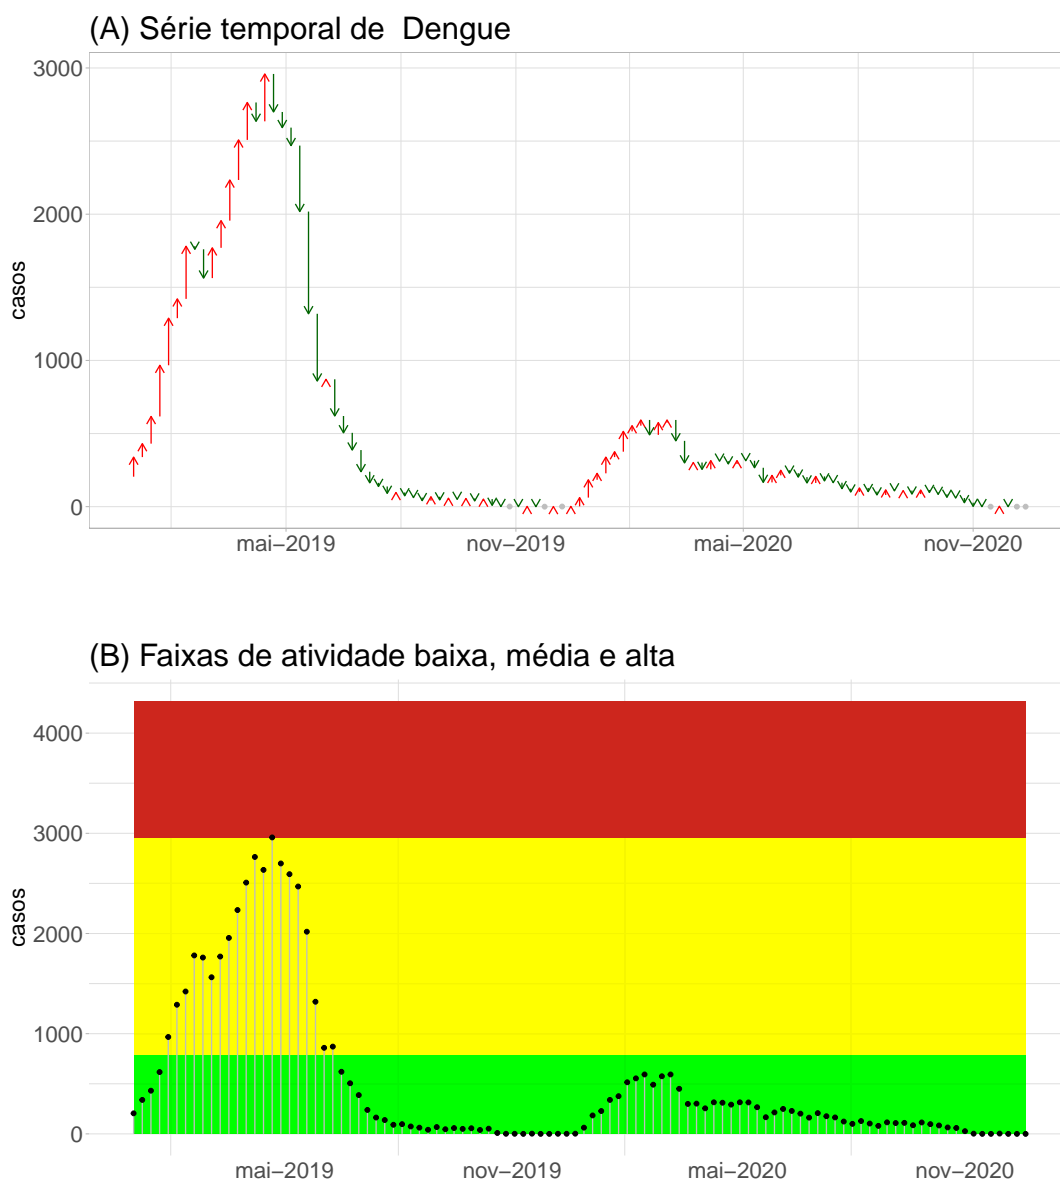 (A) Série temporal de  Dengue
3000
2000
1000
0
casos
mai−2019
nov−2019
mai−2020
nov−2020
(B) Faixas de atividade baixa, média e alta
4000
3000
2000
1000
0
casos
mai−2019
nov−2019
mai−2020
nov−2020